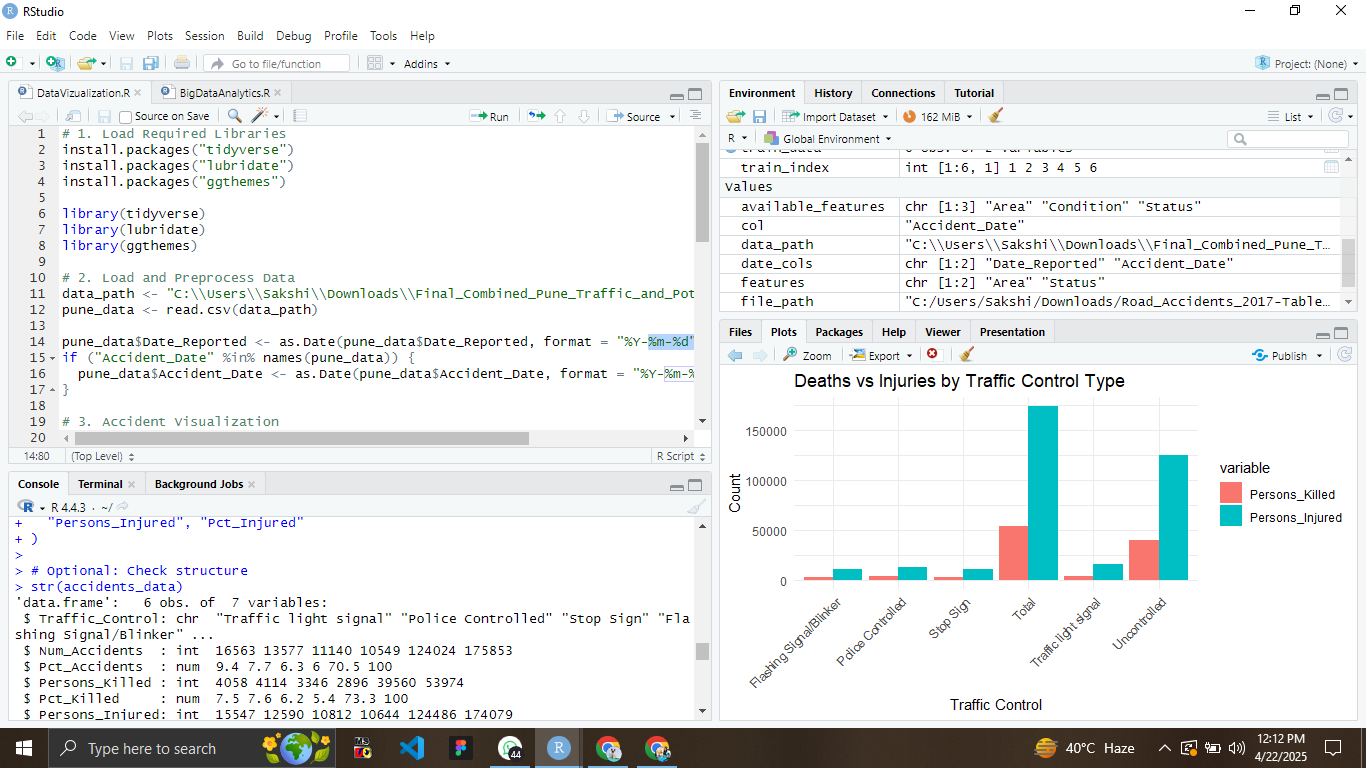 RStudio
File Edit Code View Plots Session Build Debug Profile Tools Help
Go to file/function
Addins
Project: (None)
DataVizualization.R
BigDataAnalytics.R
Source on Save
Run
Source
1 # 1. Load Required Libraries
2 install.packages("tidyverse")
3 install.packages("lubridate")
4 install.packages("ggthemes")
5
6 library(tidyverse)
7 library(lubridate)
8 library(ggthemes)
9
10 # 2. Load and Preprocess Data
11 data_path <- "C:\\Users\\Sakshi\\Downloads\\Final_Combined_Pune_Traffic_and_Pot
12 pune_data <- read.csv(data_path)
13
14 pune_data$Date_Reported <- as.Date(pune_data$Date_Reported, format = "%Y-%m-%d"
15 if ("Accident_Date" %in% names(pune_data)) {
16 pune_data$Accident_Date <- as.Date(pune_data$Accident_Date, format = "%Y-%m-%
17 }
18
19 # 3. Accident Visualization
20
14:80 (Top Level) R Script
Console Terminal Background Jobs
R 4.4.3 · ~/
+ "Persons_Injured", "Pct_Injured"
+ )
>
> # Optional: Check structure
> str(accidents_data)
'data.frame': 6 obs. of 7 variables:
$ Traffic_Control: chr "Traffic light signal" "Police Controlled" "Stop Sign" "Fla
shing Signal/Blinker" ...
$ Num_Accidents : int 16563 13577 11140 10549 124024 175853
$ Pct_Accidents : num 9.4 7.7 6.3 6 70.5 100
$ Persons_Killed : int 4058 4114 3346 2896 39560 53974
$ Pct_Killed : num 7.5 7.6 6.2 5.4 73.3 100
$ Persons_Injured: int 15547 12590 10812 10644 124486 174079
Environment History Connections Tutorial
Import Dataset 162 MiB List
R Global Environment
train_index int [1:6, 1] 1 2 3 4 5 6
Values
available_features chr [1:3] "Area" "Condition" "Status"
col "Accident_Date"
data_path "C:\\Users\\Sakshi\\Downloads\\Final_Combined_Pune_T…
date_cols chr [1:2] "Date_Reported" "Accident_Date"
features chr [1:2] "Area" "Status"
file_path "C:/Users/Sakshi/Downloads/Road_Accidents_2017-Table…
Files Plots Packages Help Viewer Presentation
Zoom Export Publish
Deaths vs Injuries by Traffic Control Type
150000
100000
50000
0
Count
Flashing Signal/Blinker
Police Controlled
Stop Sign
Total
Traffic light signal
Uncontrolled
Traffic Control
variable
Persons_Killed
Persons_Injured
Type here to search
44
40°C Haze
12:12 PM
4/22/2025